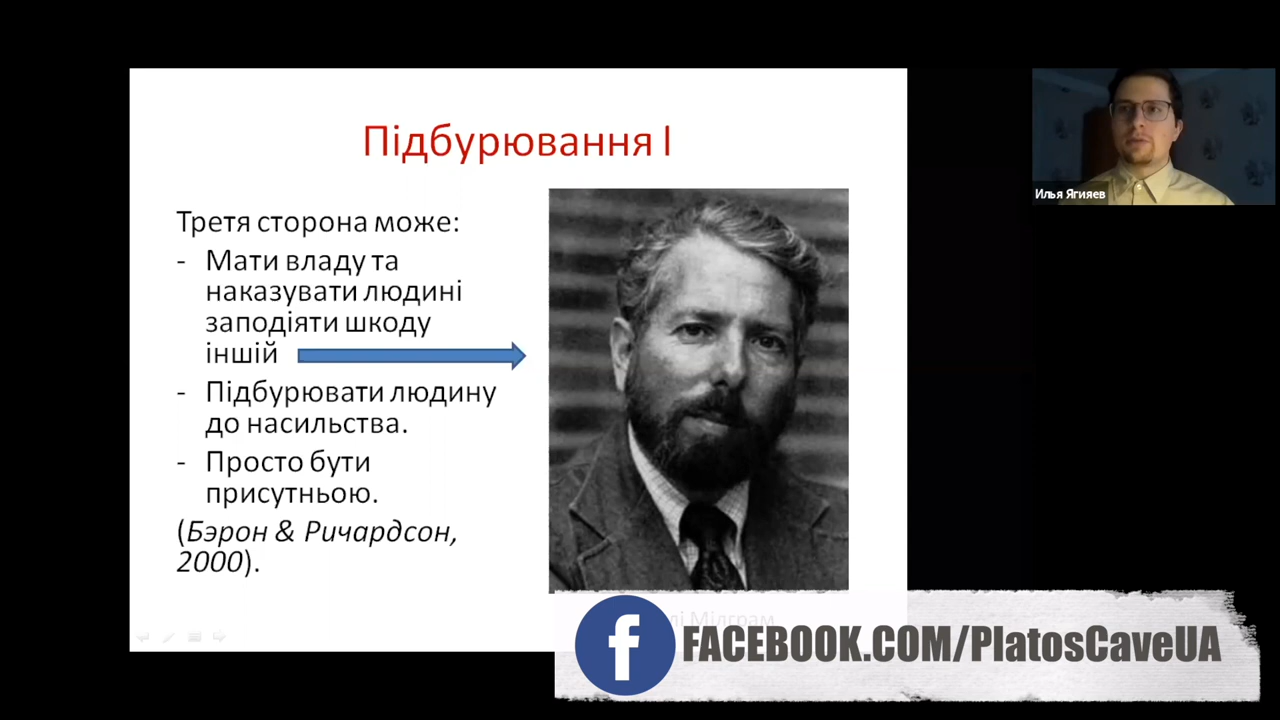 Підбурювання I
Третя сторона може:
- Мати владу та
наказувати людині
заподіяти шкоду
іншій
- Підбурювати людину
до насильства.
- Просто бути
присутньою.
(Бэрон & Ричардсон,
2000).
Мілграм
Илья Ягияев
f FACEBOOK.COM/PlatosCaveUA